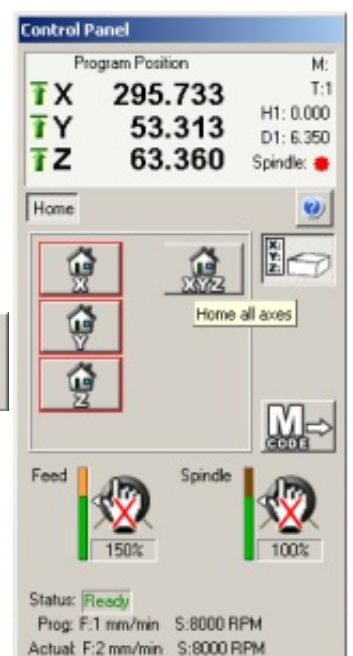 Control Panel
Program Position M:
X 295.733 T:1
Y 53.313 H1: 0.000
Z 63.360 D1: 6.350
Spindle:
Home
X XYZ
X: Y: Z:
Home all axes
Y
Z
M CODE
Feed Spindle
150% 100%
Status: Ready
Prog: F:1 mm/min S:8000 RPM
Actual: F:2 mm/min S:8000 RPM